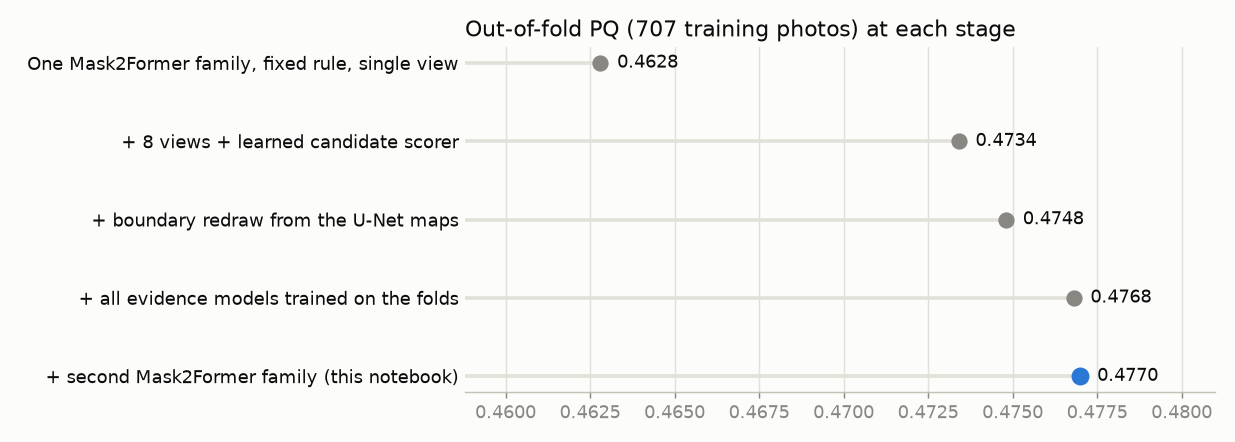 Out-of-fold PQ (707 training photos) at each stage
One Mask2Former family, fixed rule, single view
0.4628
+ 8 views + learned candidate scorer
0.4734
+ boundary redraw from the U-Net maps
0.4748
+ all evidence models trained on the folds
0.4768
+ second Mask2Former family (this notebook)
0.4770
0.4600 0.4625 0.4650 0.4675 0.4700 0.4725 0.4750 0.4775 0.4800